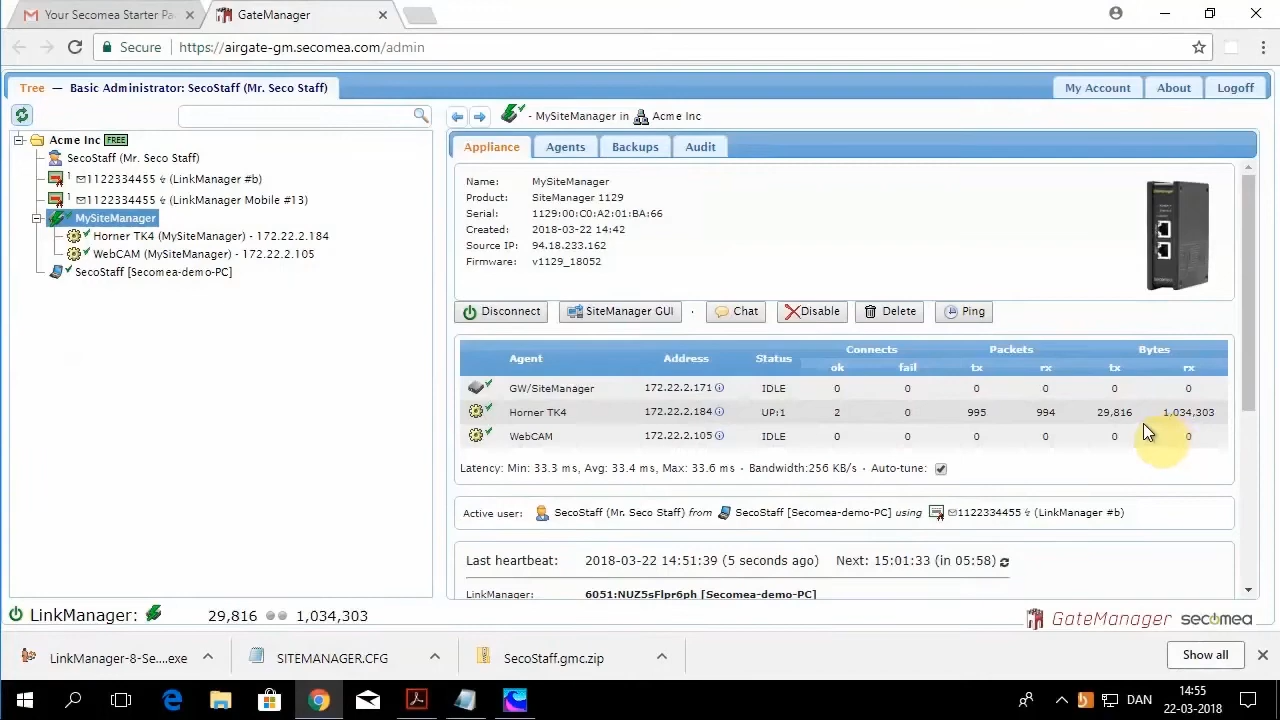 Your Secomea Starter Pa
GateManager
Secure https://airgate-gm.secomea.com/admin
Tree — Basic Administrator: SecoStaff (Mr. Seco Staff)
My Account About Logoff
- MySiteManager in Acme Inc
Acme Inc FREE
SecoStaff (Mr. Seco Staff)
1 1122334455 (LinkManager #b)
1 1122334455 (LinkManager Mobile #13)
MySiteManager
Horner TK4 (MySiteManager) - 172.22.2.184
WebCAM (MySiteManager) - 172.22.2.105
SecoStaff [Secomea-demo-PC]
Appliance Agents Backups Audit
Name: MySiteManager
Product: SiteManager 1129
Serial: 1129:00:C0:A2:01:BA:66
Created: 2018-03-22 14:42
Source IP: 94.18.233.162
Firmware: v1129_18052
Disconnect SiteManager GUI · Chat Disable Delete Ping
Connects Packets Bytes
Agent Address Status ok fail tx rx tx rx
GW/SiteManager 172.22.2.171 IDLE 0 0 0 0 0 0
Horner TK4 172.22.2.184 UP:1 2 0 995 994 29,816 1,034,303
WebCAM 172.22.2.105 IDLE 0 0 0 0 0 0
Latency: Min: 33.3 ms, Avg: 33.4 ms, Max: 33.6 ms - Bandwidth:256 KB/s - Auto-tune:
Active user: SecoStaff (Mr. Seco Staff) from SecoStaff [Secomea-demo-PC] using 1122334455 (LinkManager #b)
Last heartbeat: 2018-03-22 14:51:39 (5 seconds ago) Next: 15:01:33 (in 05:58)
LinkManager: 6051:NUZ5sFlpr6ph [Secomea-demo-PC]
LinkManager: 29,816 1,034,303
GateManager secomea
LinkManager-8-Se....exe SITEMANAGER.CFG SecoStaff.gmc.zip Show all
DAN 14:55
22-03-2018